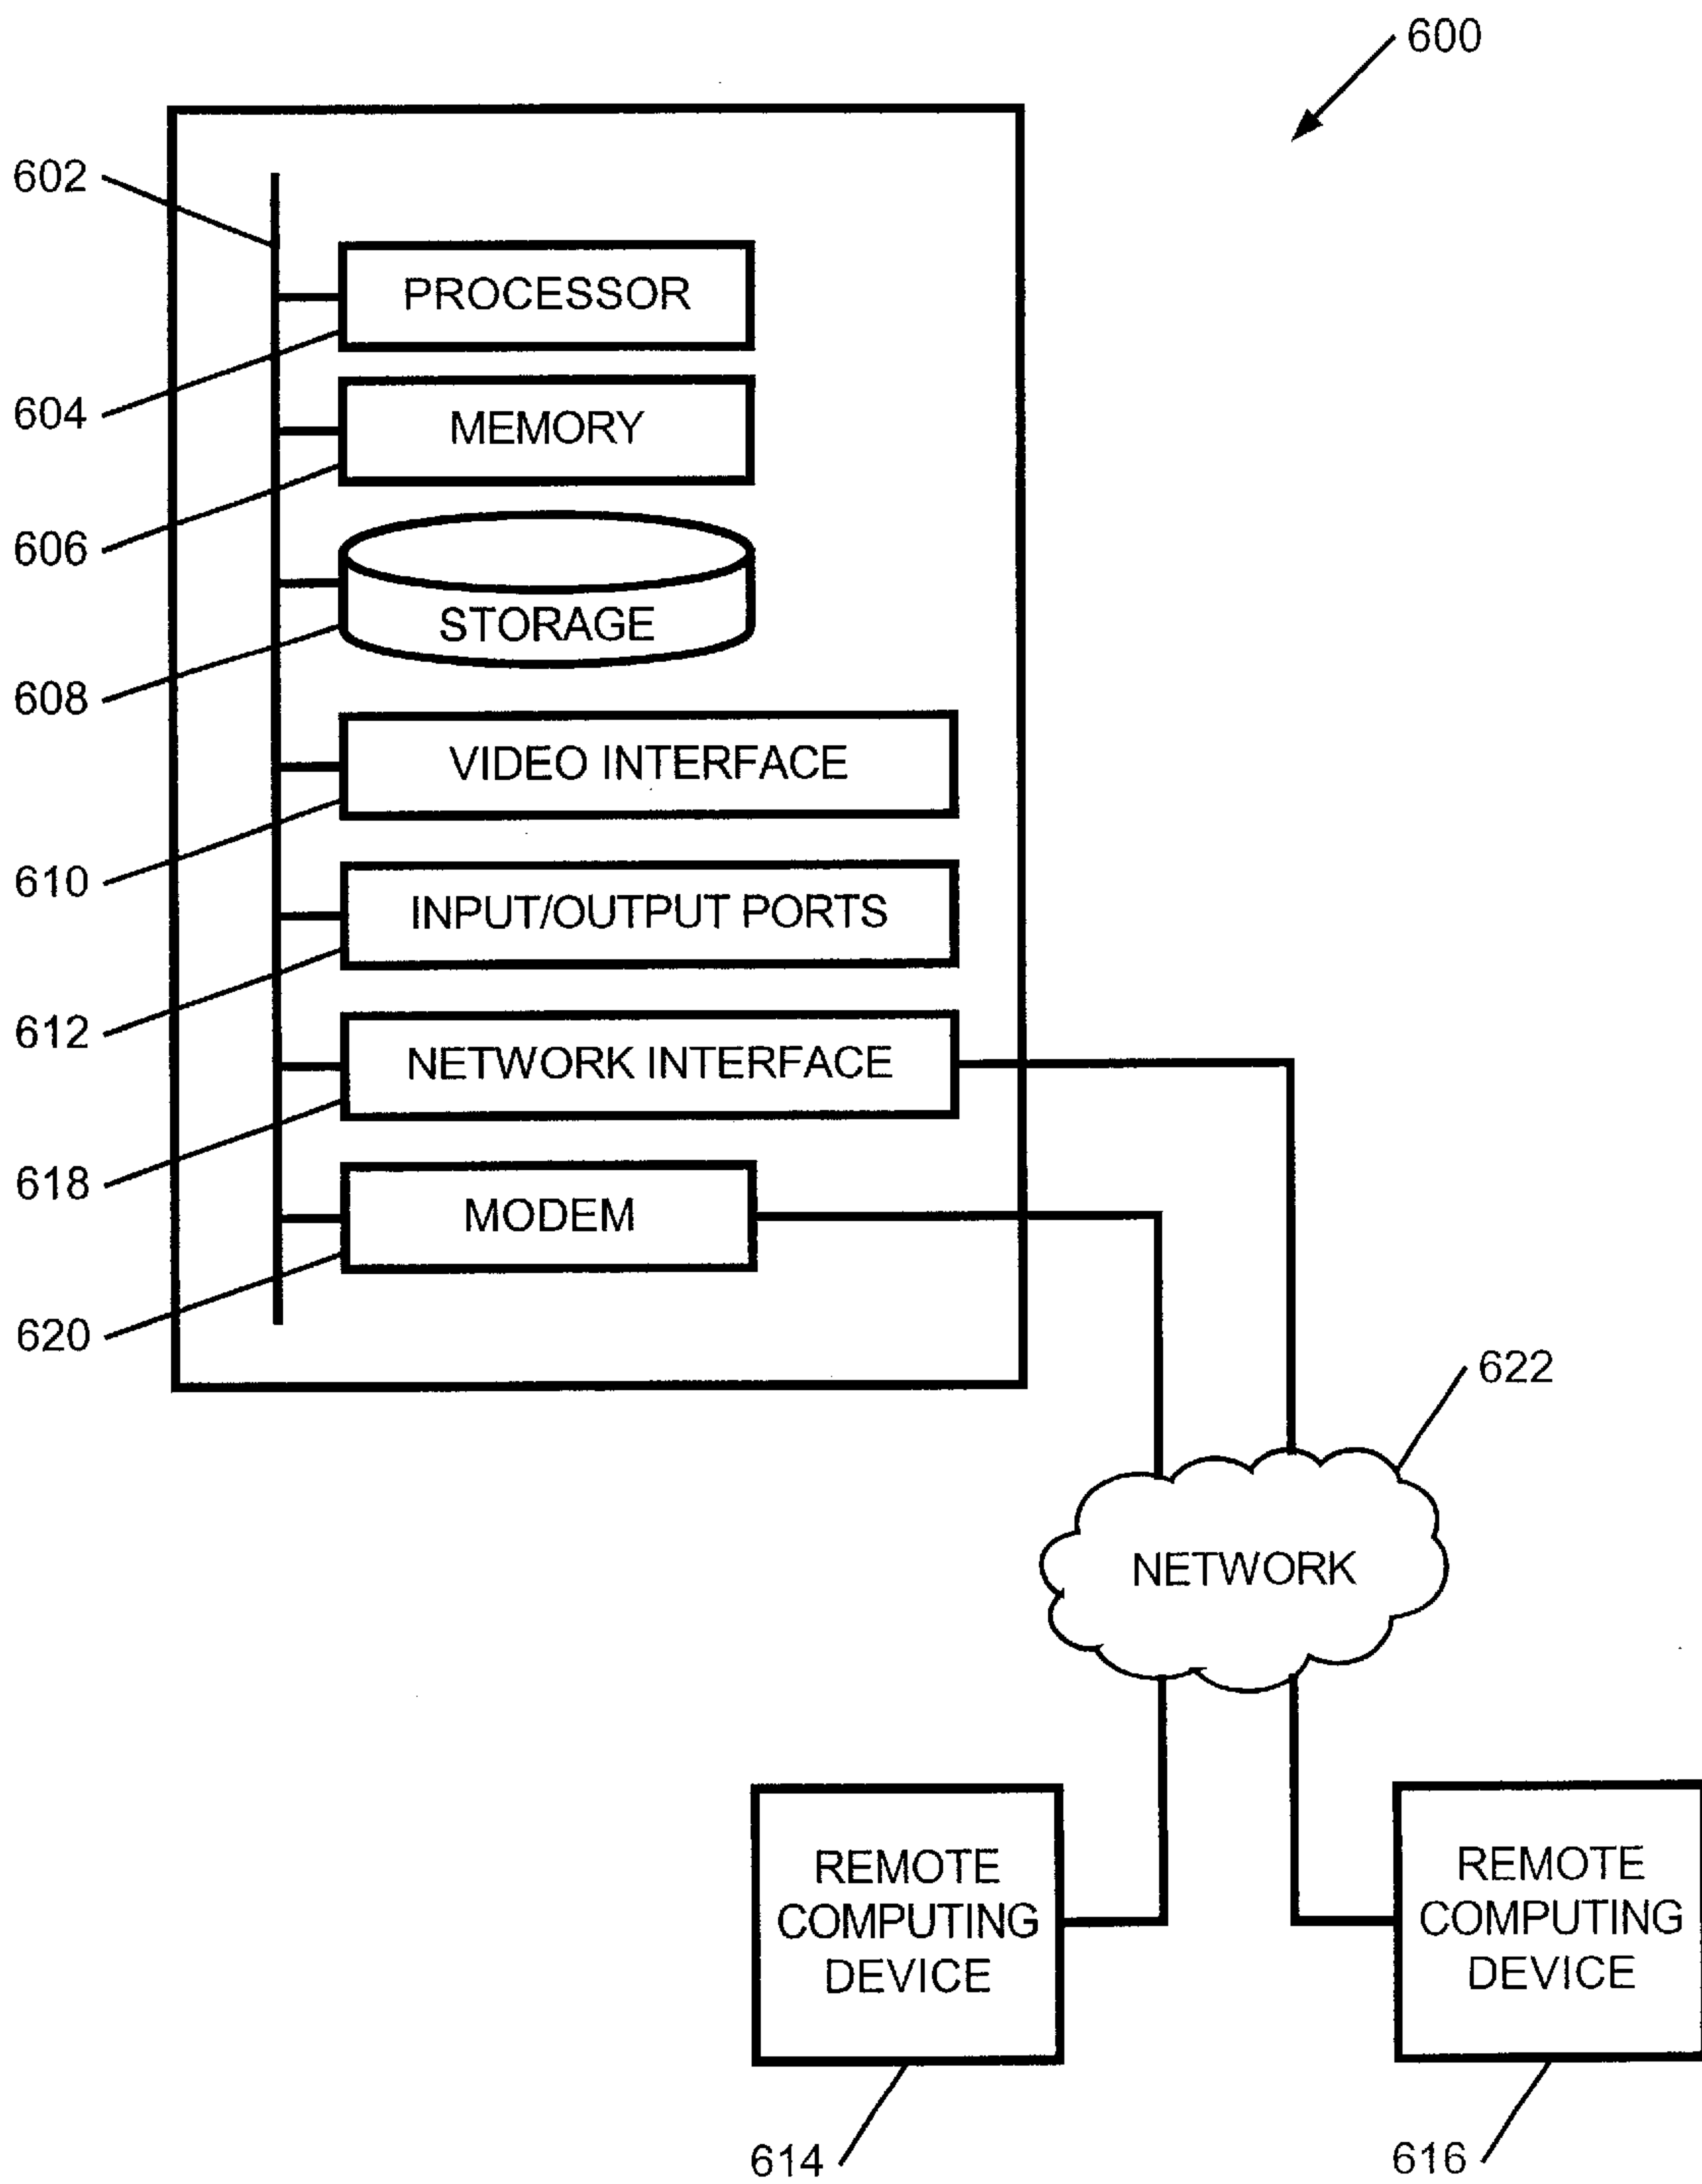 600
602
PROCESSOR
604
MEMORY
606
STORAGE
608
VIDEO INTERFACE
610
INPUT/OUTPUT PORTS
612
NETWORK INTERFACE
618
MODEM
620
622
NETWORK
REMOTE
COMPUTING
DEVICE
REMOTE
COMPUTING
DEVICE
614
616